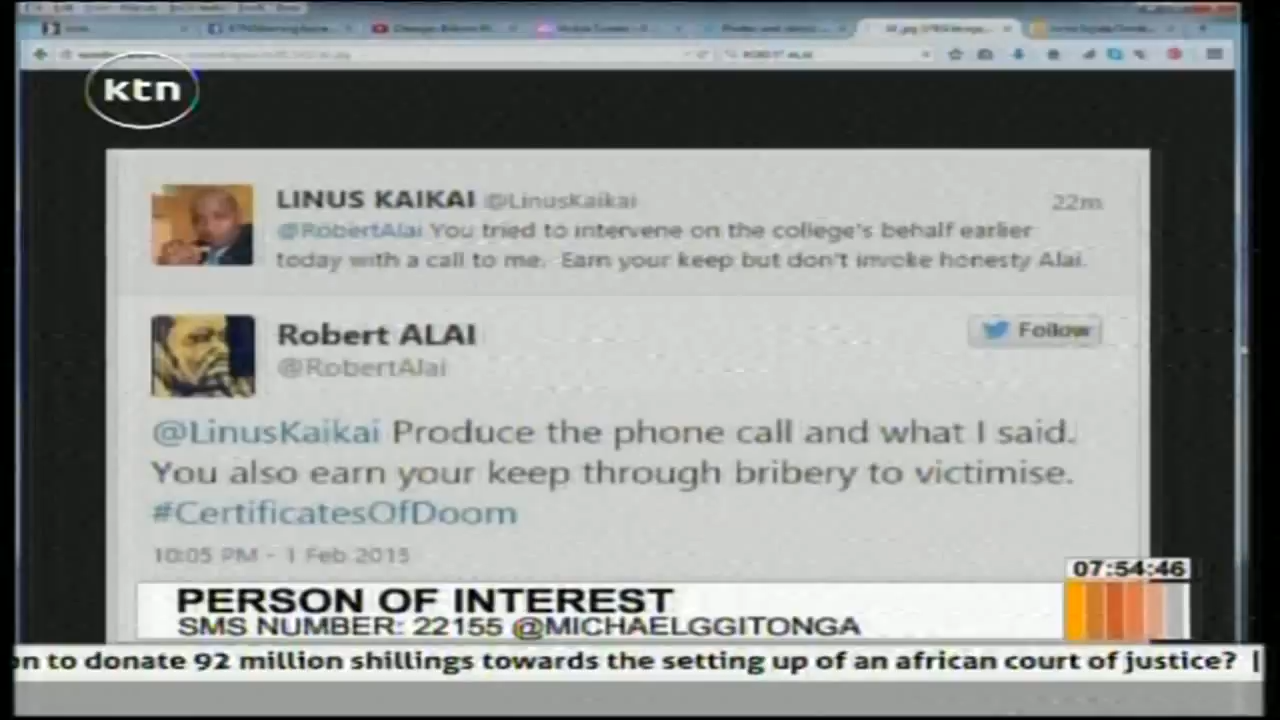 ktn
LINUS KAIKAI @LinusKaikai 22m
@RobertAlai You tried to intervene on the college's behalf earlier
today with a call to me. Earn your keep but don't invoke honesty Alai.
Robert ALAI
@RobertAlai
Follow
@LinusKaikai Produce the phone call and what I said.
You also earn your keep through bribery to victimise.
#CertificatesOfDoom
10:05 PM - 1 Feb 2015
07:54:46
PERSON OF INTEREST
SMS NUMBER: 22155 @MICHAELGGITONGA
on to donate 92 million shillings towards the setting up of an african court of justice? |